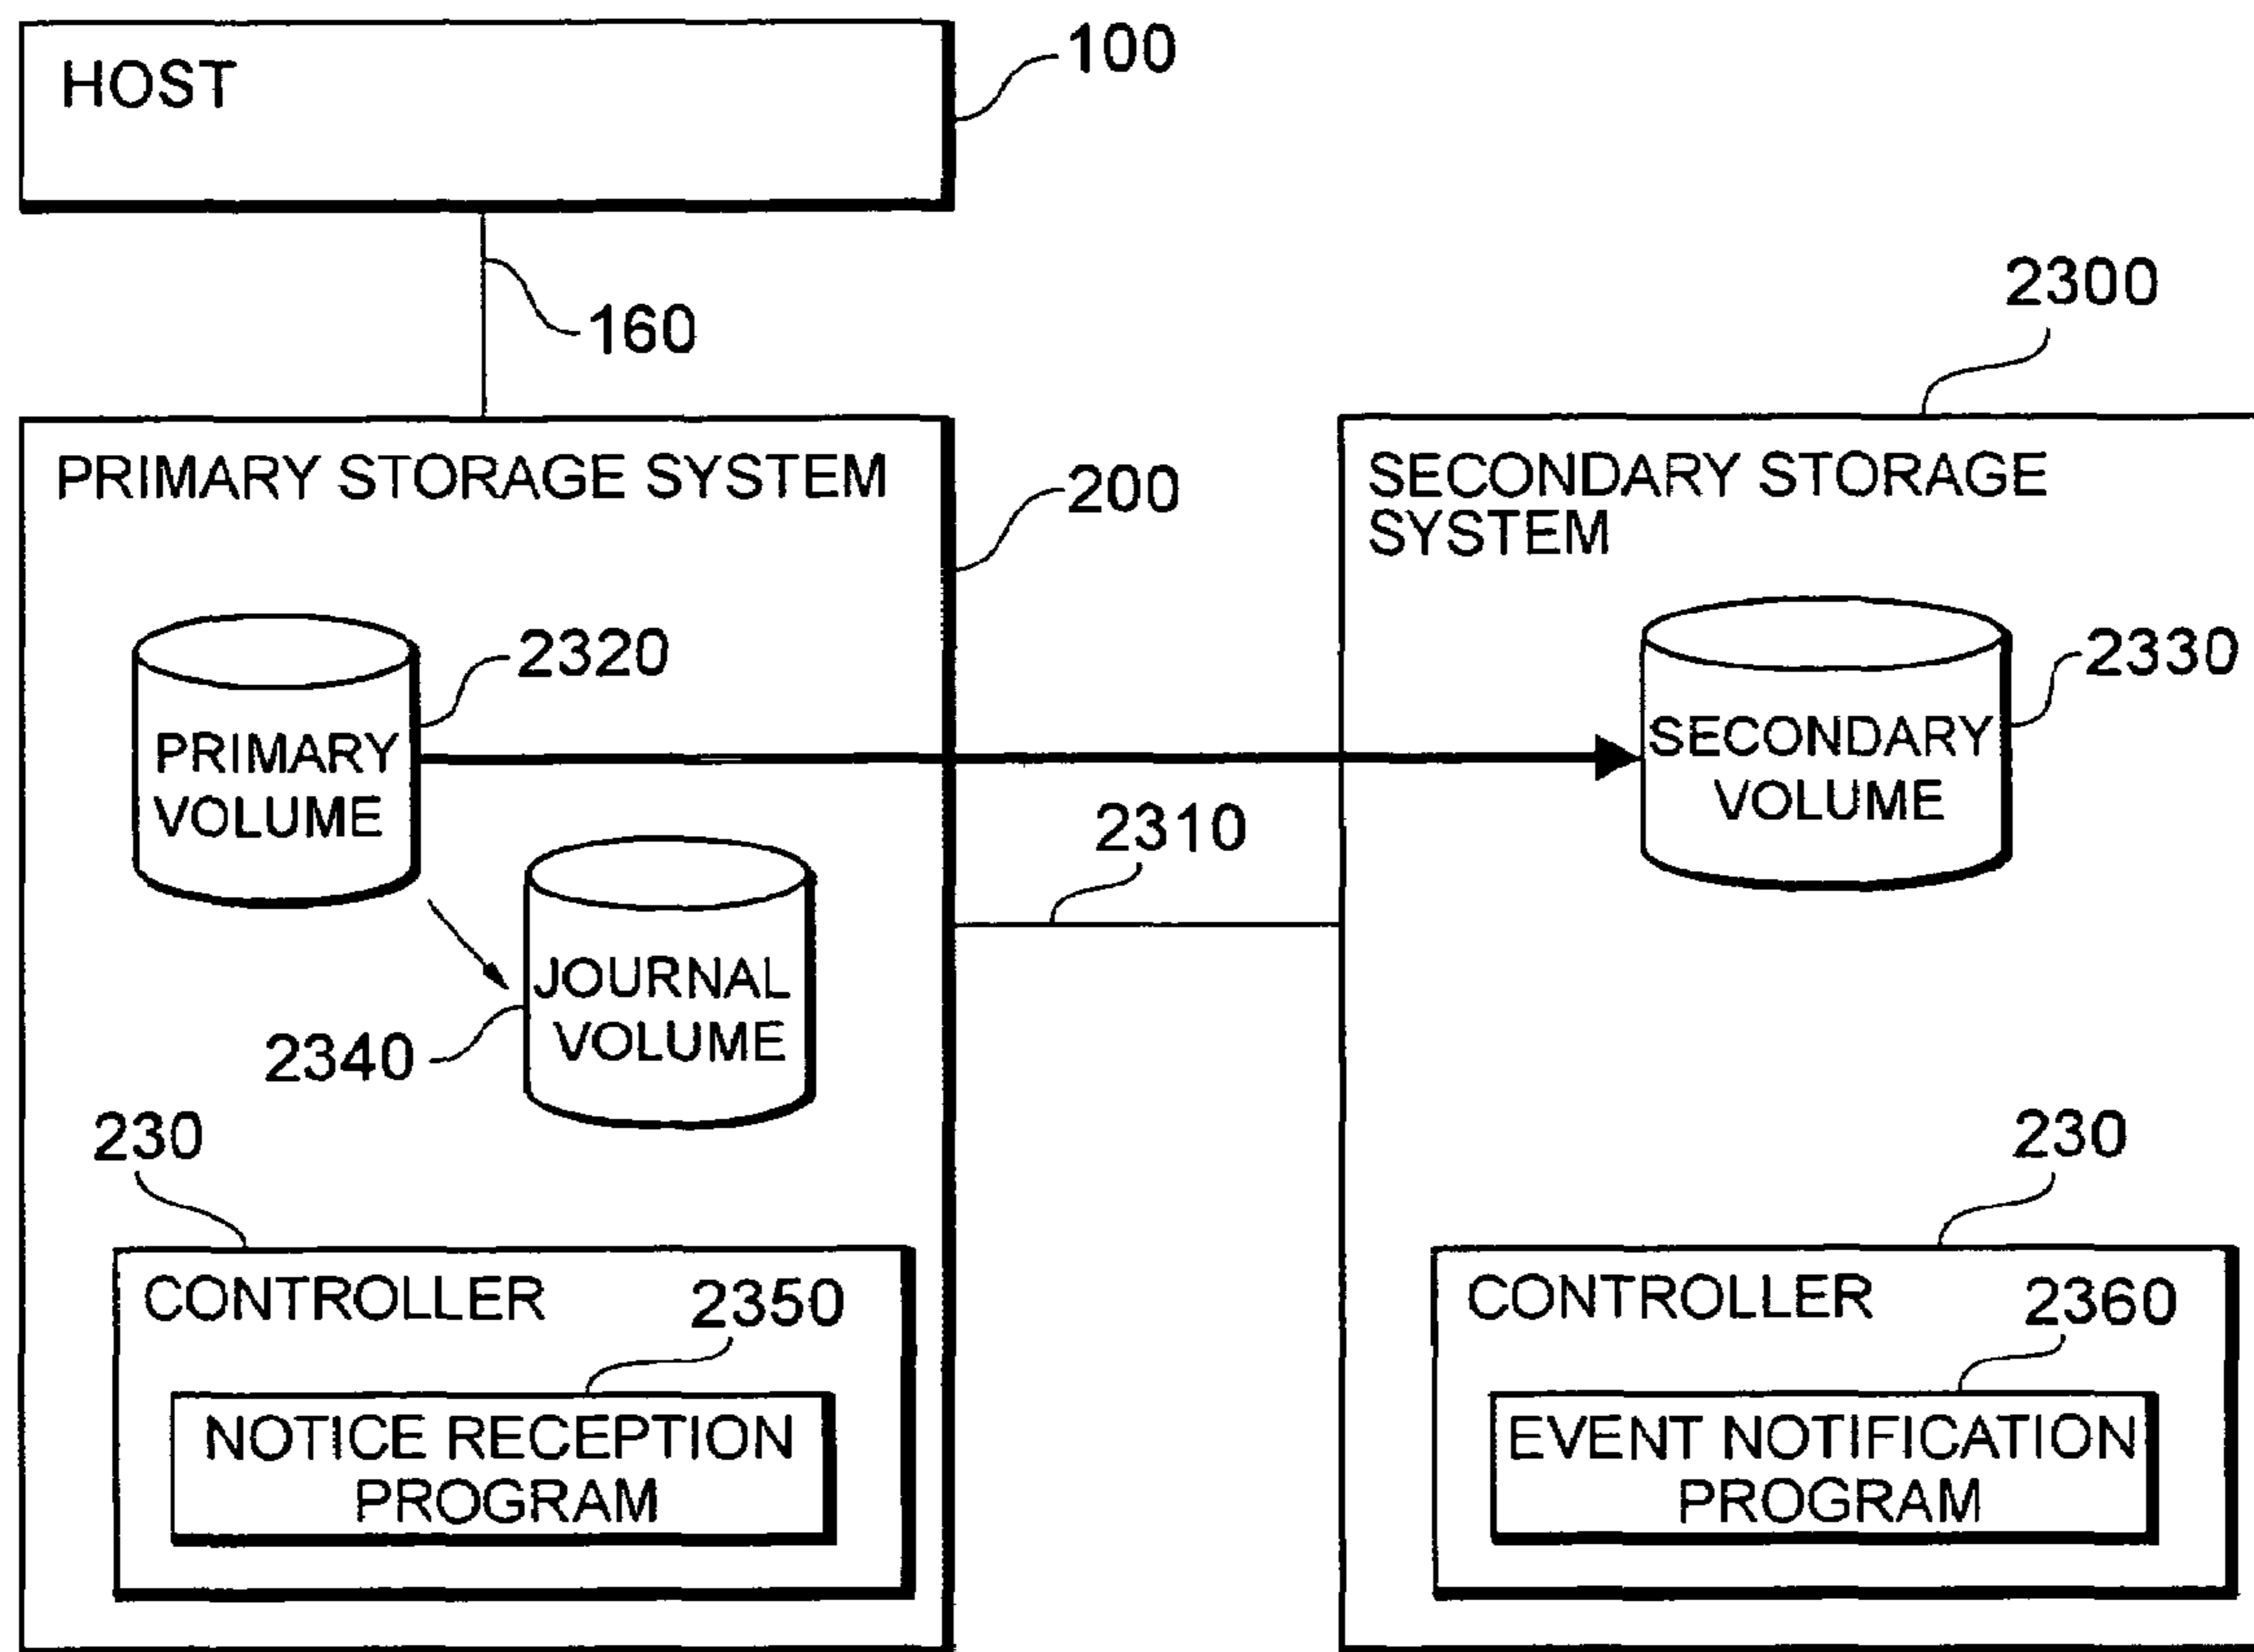 HOST
100
160
2300
PRIMARY STORAGE SYSTEM
200
SECONDARY STORAGE
SYSTEM
2320
PRIMARY
VOLUME
2330
SECONDARY
VOLUME
2310
JOURNAL
VOLUME
2340
230
CONTROLLER
2350
NOTICE RECEPTION
PROGRAM
230
CONTROLLER
2360
EVENT NOTIFICATION
PROGRAM